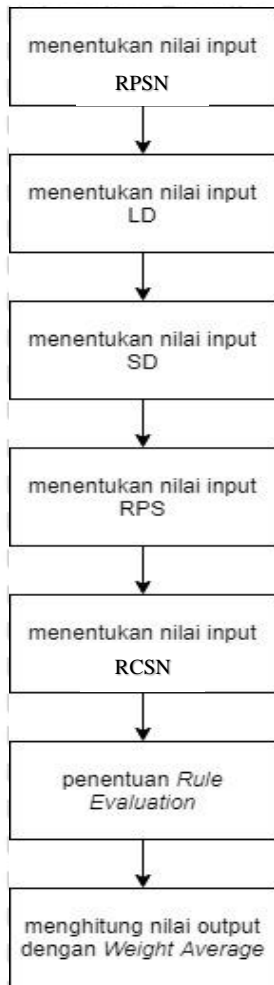 menentukan nilai input
RPSN
menentukan nilai input
LD
menentukan nilai input
SD
menentukan nilai input
RPS
menentukan nilai input
RCSN
penentuan Rule
Evaluation
menghitung nilai output
dengan Weight Average